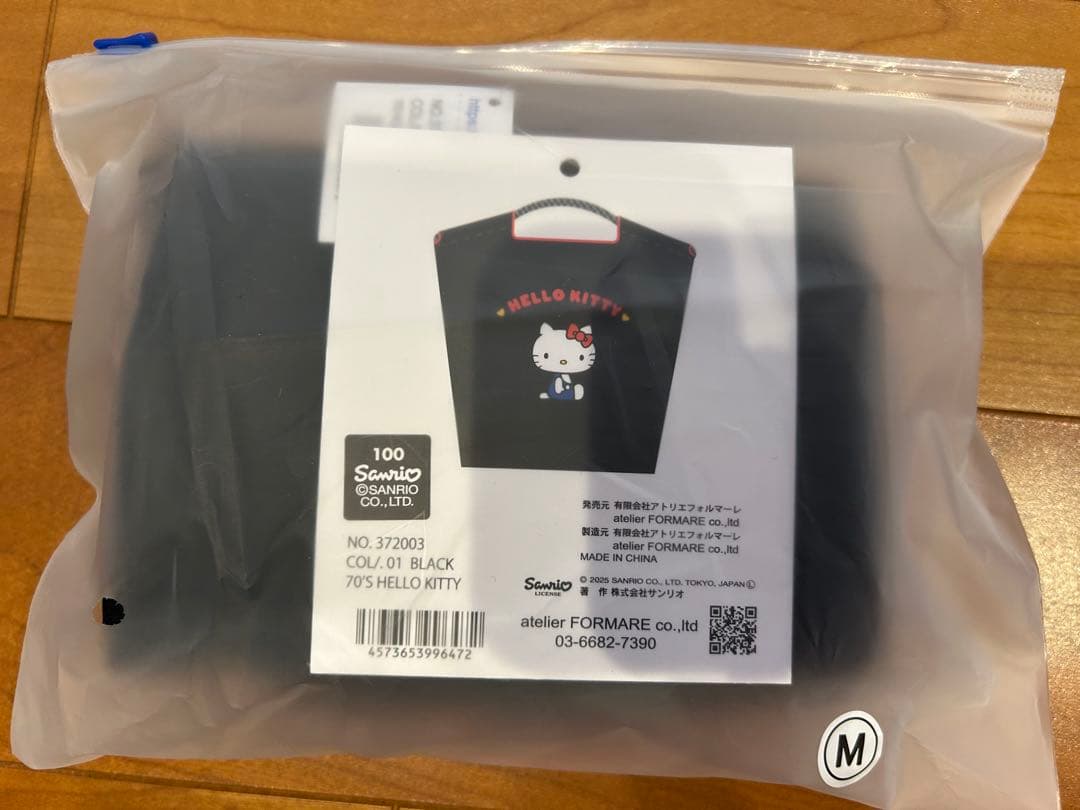 HELLO KITTY
100
Sanrio
©SANRIO
CO.,LTD.
NO. 372003
COL/. 01 BLACK
70'S HELLO KITTY
4573653996472
発売元 有限会社アトリエフォルマーレ
atelier FORMARE co.,ltd
製造元 有限会社アトリエフォルマーレ
atelier FORMARE co.,ltd
MADE IN CHINA
Sanrio
LICENSE
© 2025 SANRIO CO., LTD. TOKYO, JAPAN Ⓛ
著 作 株式会社サンリオ
atelier FORMARE co.,ltd
03-6682-7390
M